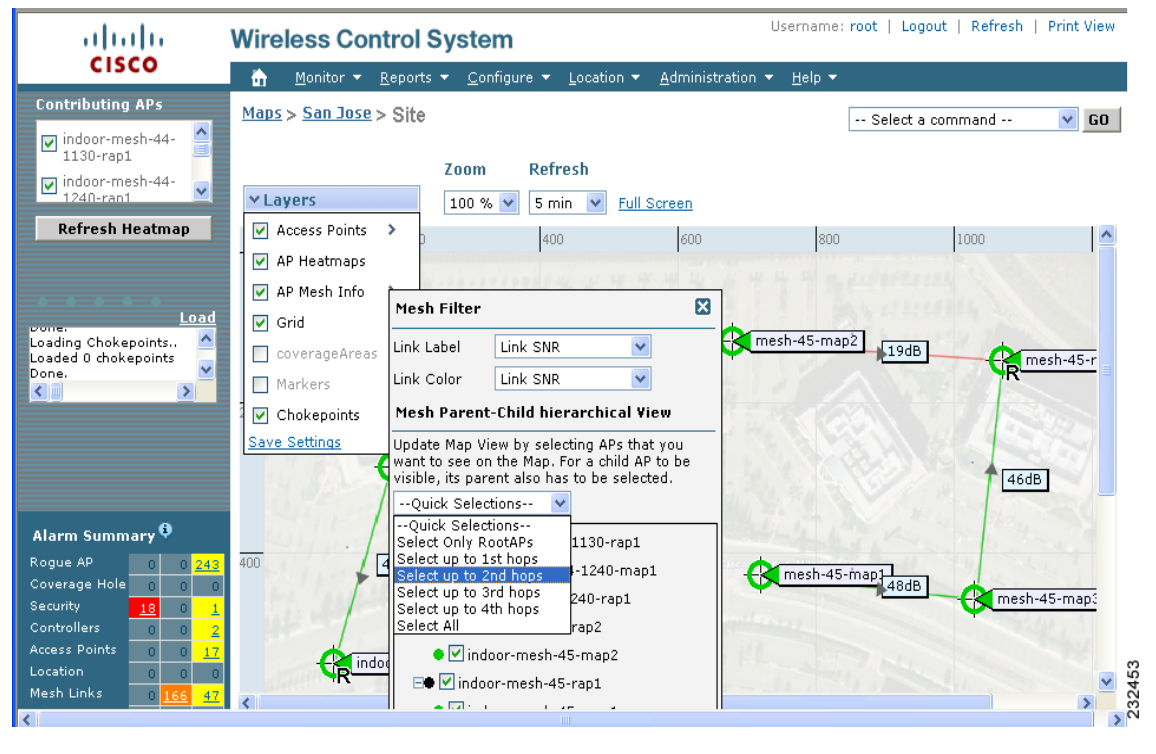 Username: root | Logout | Refresh | Print View
CISCO
Wireless Control System
Monitor Reports Configure Location Administration Help
Contributing APs
indoor-mesh-44-
1130-rap1
indoor-mesh-44-
1240-rap1
Refresh Heatmap
Load
Done.
Loading Chokepoints..
Loaded 0 chokepoints
Done.
Alarm Summary
Rogue AP 0 0 243
Coverage Hole 0 0 0
Security 18 0 1
Controllers 0 0 2
Access Points 0 0 17
Location 0 0 0
Mesh Links 0 166 47
Maps > San Jose > Site
-- Select a command -- GO
Zoom Refresh
100 % 5 min Full Screen
Layers
Access Points
AP Heatmaps
AP Mesh Info
Grid
coverageAreas
Markers
Chokepoints
Save Settings
400 600 800 1000
400
Mesh Filter
Link Label Link SNR
Link Color Link SNR
Mesh Parent-Child hierarchical View
Update Map View by selecting APs that you
want to see on the Map. For a child AP to be
visible, its parent also has to be selected.
--Quick Selections--
--Quick Selections--
Select Only RootAPs
Select up to 1st hops
Select up to 2nd hops
Select up to 3rd hops
Select up to 4th hops
Select All
1130-rap1
-1240-map1
240-rap1
rap2
indoor-mesh-45-map2
indoor-mesh-45-rap1
mesh-45-map2
19dB
mesh-45-r
R
46dB
mesh-45-map1
48dB
mesh-45-map3
4
indoo
R
232453